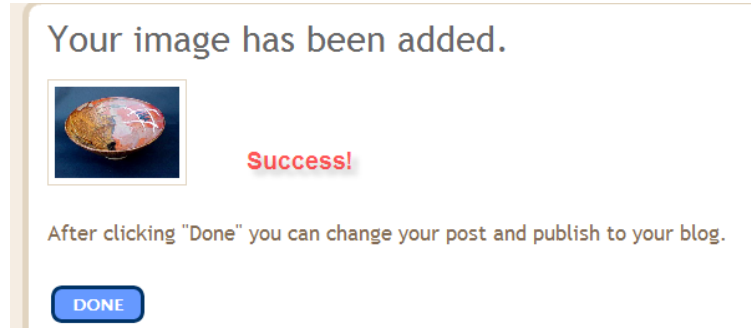 Your image has been added.
Success!
After clicking "Done" you can change your post and publish to your blog.
DONE